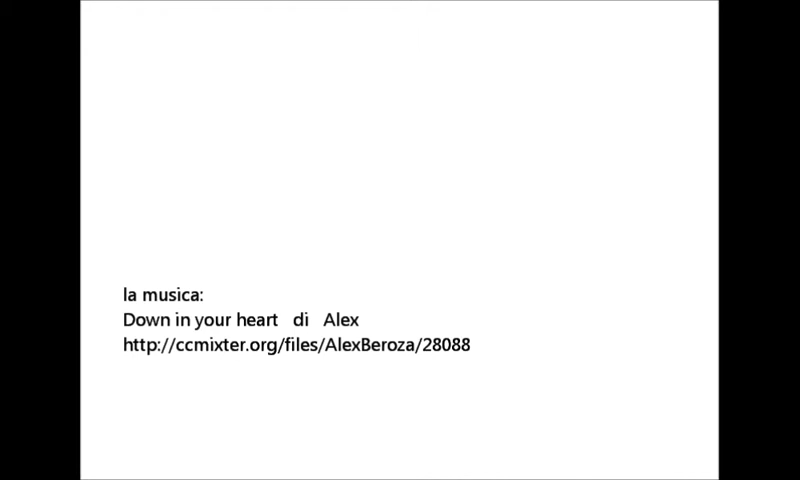 la musica:
Down in your heart di Alex
http://ccmixter.org/files/AlexBeroza/28088